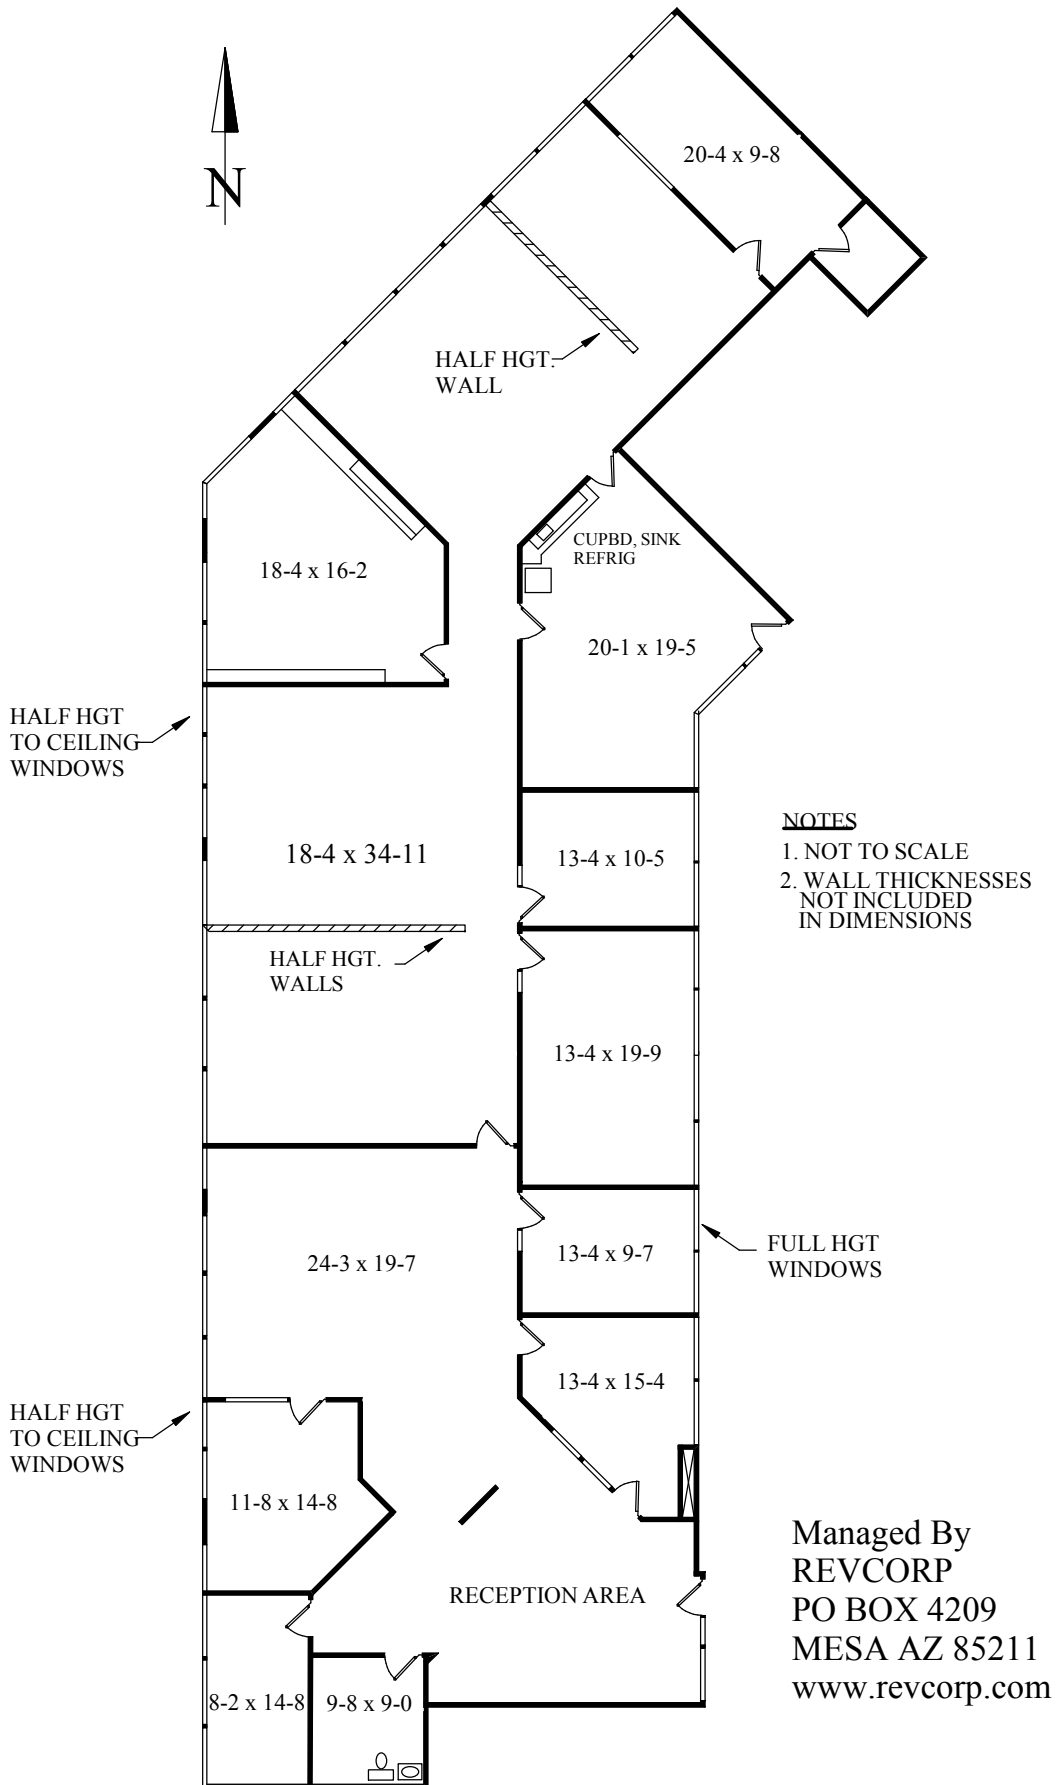 N
20-4 x 9-8
HALF HGT.
WALL
CUPBD, SINK
REFRIG
18-4 x 16-2
20-1 x 19-5
HALF HGT
TO CEILING
WINDOWS
18-4 x 34-11
13-4 x 10-5
NOTES
1. NOT TO SCALE
2. WALL THICKNESSES
NOT INCLUDED
IN DIMENSIONS
HALF HGT.
WALLS
13-4 x 19-9
24-3 x 19-7
13-4 x 9-7
FULL HGT
WINDOWS
13-4 x 15-4
HALF HGT
TO CEILING
WINDOWS
11-8 x 14-8
RECEPTION AREA
8-2 x 14-8
9-8 x 9-0
Managed By
REVCORP
PO BOX 4209
MESA AZ 85211
www.revcorp.com